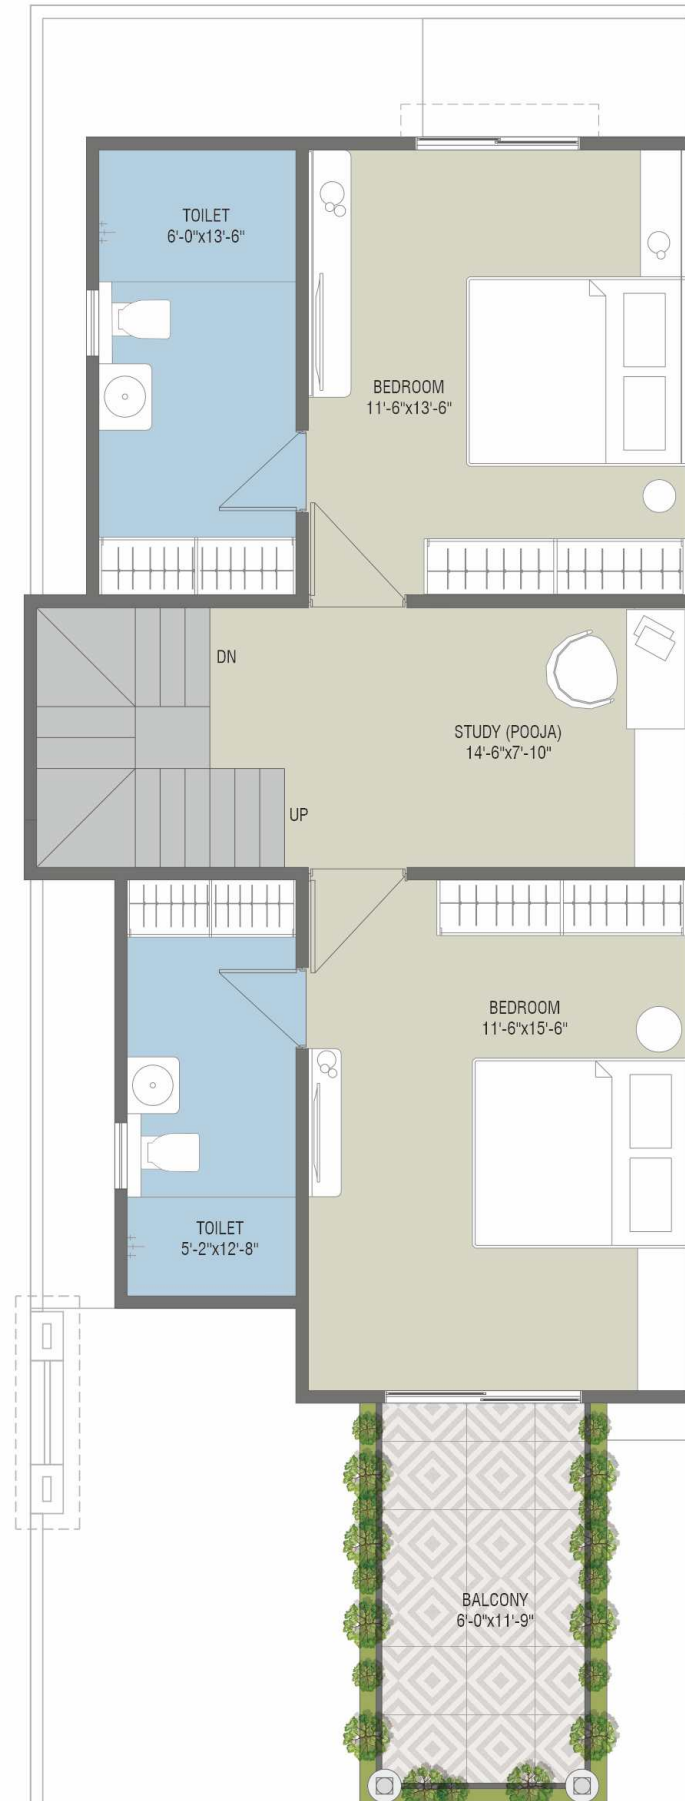 TOILET
6'-0"x13'-6"
BEDROOM
11'-6"x13'-6"
DN
STUDY (POOJA)
14'-6"x7'-10"
UP
BEDROOM
11'-6"x15'-6"
TOILET
5'-2"x12'-8"
BALCONY
6'-0"x11'-9"